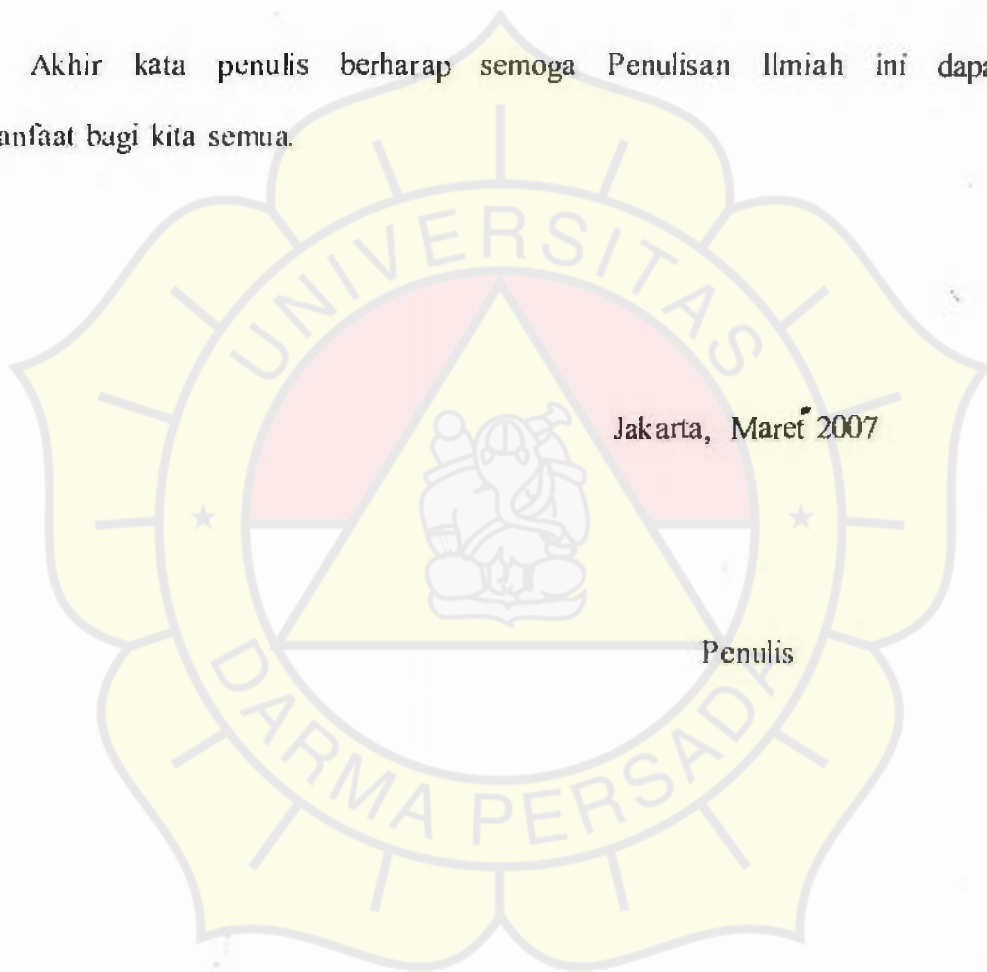 Akhir kata penulis berharap semoga Penulisan Ilmiah ini dapa
anfaat bagi kita semua.
UNIVERSITAS
Jakarta, Maret 2007
Penulis
DARMA PERSADA